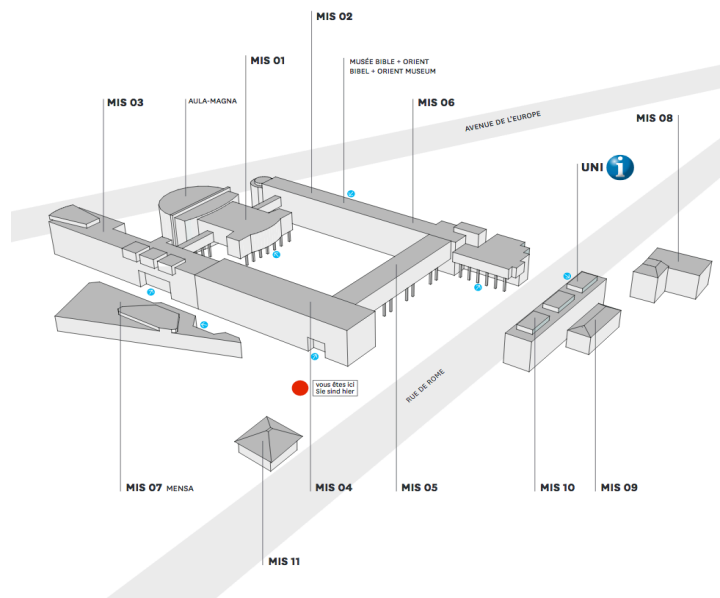 MIS 02
MIS 01
MUSÉE BIBLE + ORIENT
BIBEL + ORIENT MUSEUM
MIS 03
AULA-MAGNA
MIS 06
AVENUE DE L'EUROPE
MIS 08
UNI i
vous êtes ici
Sie sind hier
RUE DE ROME
MIS 07 MENSA
MIS 04
MIS 05
MIS 10
MIS 09
MIS 11